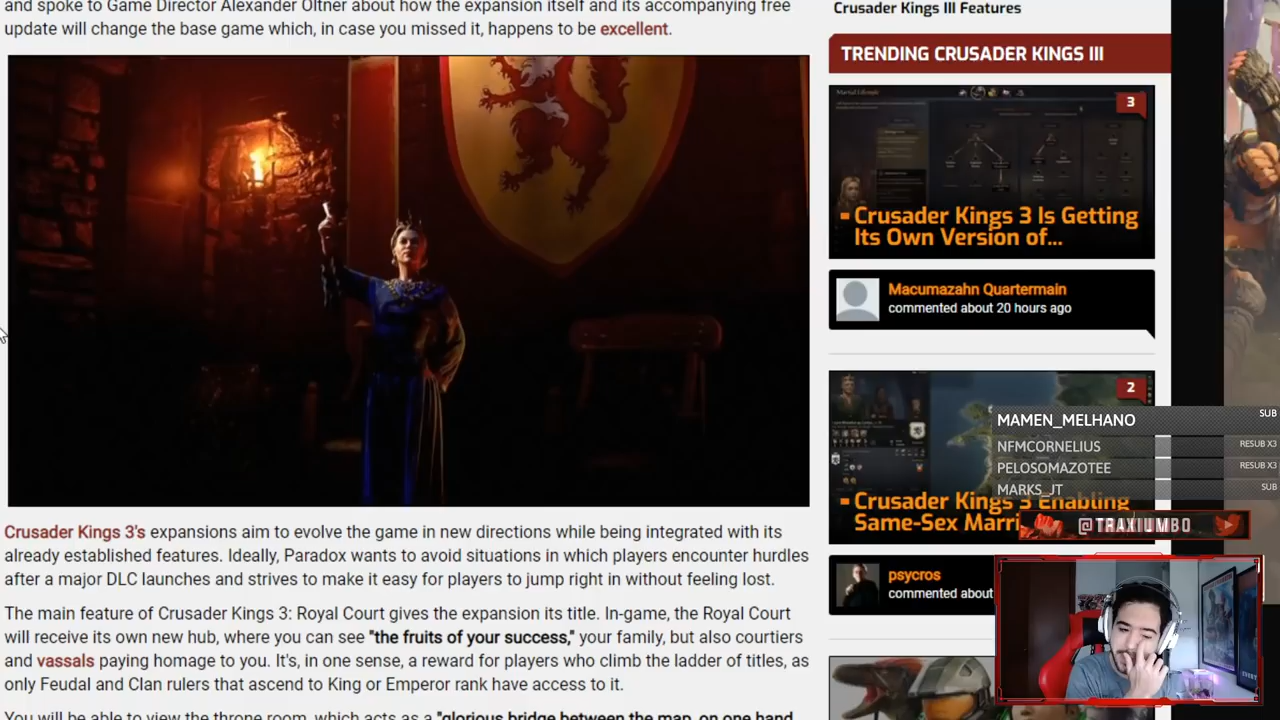 and spoke to Game Director Alexander Oltner about how the expansion itself and its accompanying free
update will change the base game which, in case you missed it, happens to be excellent.
Crusader Kings 3's expansions aim to evolve the game in new directions while being integrated with its
already established features. Ideally, Paradox wants to avoid situations in which players encounter hurdles
after a major DLC launches and strives to make it easy for players to jump right in without feeling lost.
The main feature of Crusader Kings 3: Royal Court gives the expansion its title. In-game, the Royal Court
will receive its own new hub, where you can see "the fruits of your success," your family, but also courtiers
and vassals paying homage to you. It's, in one sense, a reward for players who climb the ladder of titles, as
only Feudal and Clan rulers that ascend to King or Emperor rank have access to it.
You will be able to view the throne room, which acts as a "glorious bridge between the map, on one hand,
Crusader Kings III Features
TRENDING CRUSADER KINGS III
3
Crusader Kings 3 Is Getting
Its Own Version of...
Macumazahn Quartermain
commented about 20 hours ago
2
Crusader Kings 3 Enabling
Same-Sex Marri
psycros
commented about
MAMEN_MELHANO SUB
NFMCORNELIUS RESUB X3
PELOSOMAZOTEE RESUB X3
MARKS_JT SUB
@TRAXIUMBO